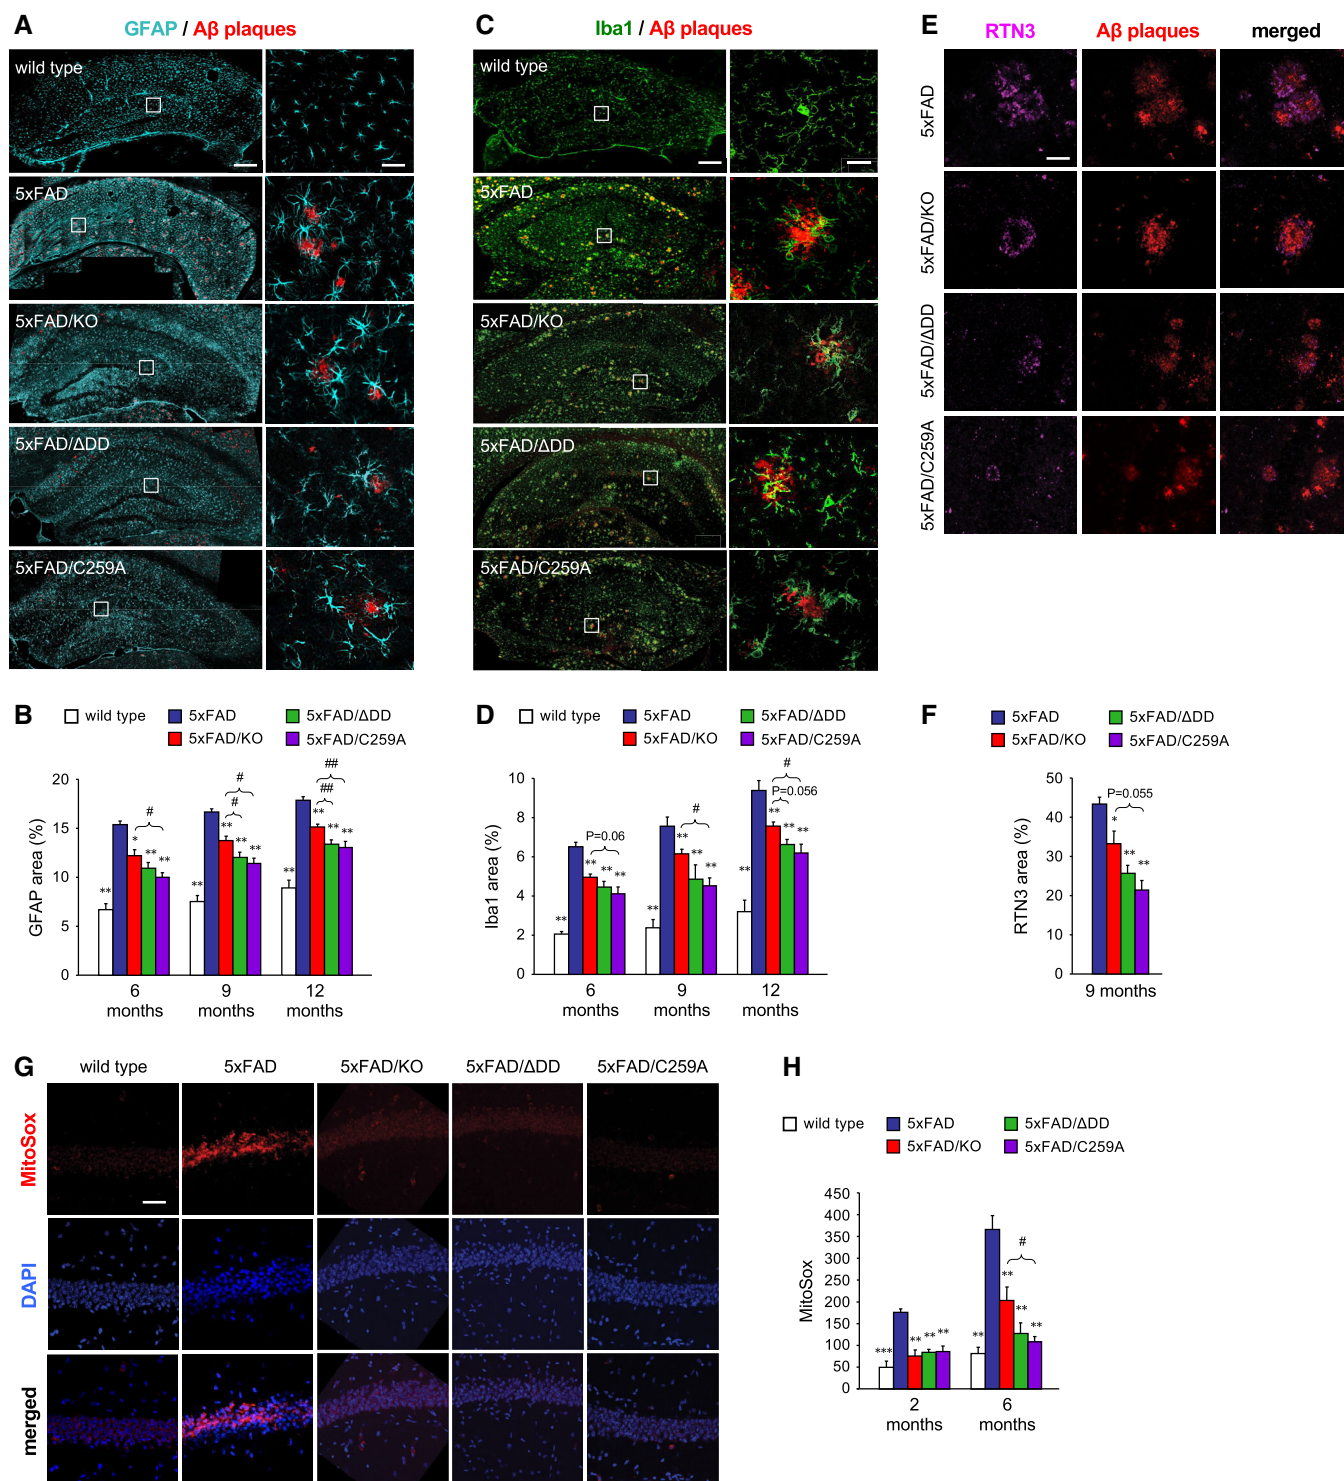 A
GFAP / Aβ plaques
wild type
5xFAD
5xFAD/KO
5xFAD/ΔDD
5xFAD/C259A
C
Iba1 / Aβ plaques
wild type
5xFAD
5xFAD/KO
5xFAD/ΔDD
5xFAD/C259A
E
RTN3
Aβ plaques
merged
5xFAD
5xFAD/KO
5xFAD/ΔDD
5xFAD/C259A
B
wild type
5xFAD
5xFAD/ΔDD
5xFAD/KO
5xFAD/C259A
GFAP area (%)
20
15
10
5
0
**
*
**
**
#
**
**
**
**
#
#
**
**
**
**
##
##
6 months
9 months
12 months
D
wild type
5xFAD
5xFAD/ΔDD
5xFAD/KO
5xFAD/C259A
Iba1 area (%)
10
8
6
4
2
0
**
**
**
**
P=0.06
**
**
**
**
#
**
**
**
**
P=0.056
#
6 months
9 months
12 months
F
5xFAD
5xFAD/ΔDD
5xFAD/KO
5xFAD/C259A
RTN3 area (%)
50
40
30
20
10
0
*
**
**
P=0.055
9 months
G
wild type
5xFAD
5xFAD/KO
5xFAD/ΔDD
5xFAD/C259A
MitoSox
DAPI
merged
H
wild type
5xFAD
5xFAD/ΔDD
5xFAD/KO
5xFAD/C259A
MitoSox
450
400
350
300
250
200
150
100
50
0
***
**
**
**
**
**
**
**
#
2 months
6 months